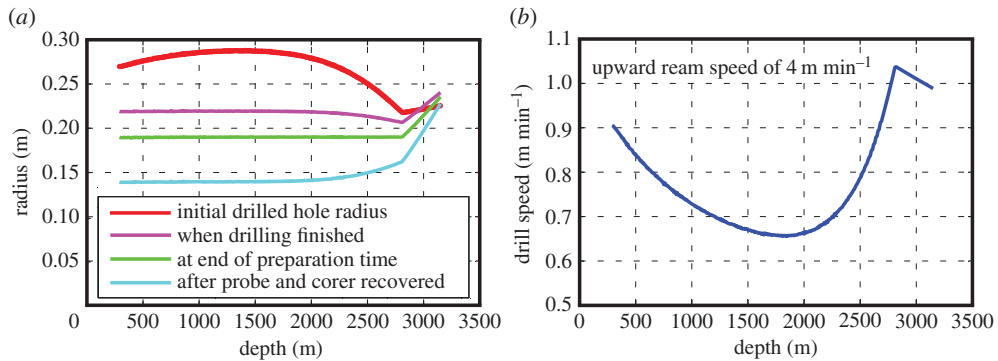 (a)
0.30
0.25
0.20
0.15
0.10
0.05
radius (m)
initial drilled hole radius
when drilling finished
at end of preparation time
after probe and corer recovered
0 500 1000 1500 2000 2500 3000 3500
depth (m)
(b)
1.1
1.0
0.9
0.8
0.7
0.6
0.5
drill speed (m min⁻¹)
upward ream speed of 4 m min⁻¹
0 500 1000 1500 2000 2500 3000 3500
depth (m)